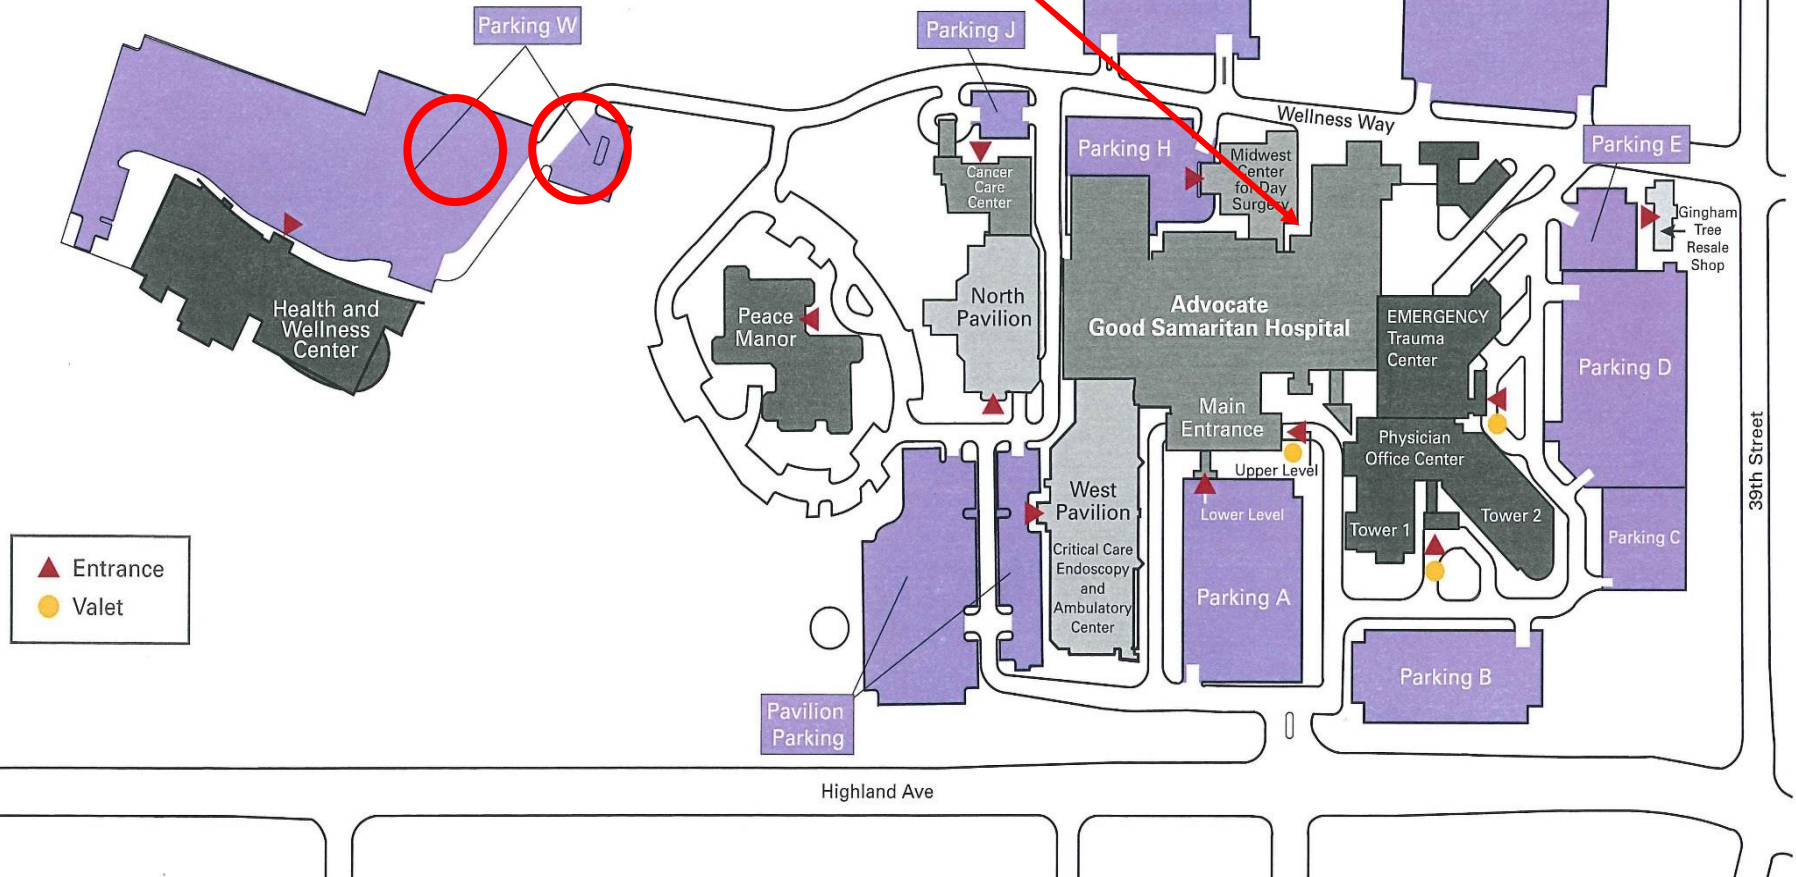 Parking W
Parking J
Wellness Way
Parking E
Parking H
Midwest
Center
for Day
Surgery
Cancer
Care
Center
Gingham
Tree
Resale
Shop
Health and
Wellness
Center
Peace
Manor
North
Pavilion
Advocate
Good Samaritan Hospital
EMERGENCY
Trauma
Center
Parking D
Main
Entrance
Upper Level
Physician
Office Center
39th Street
West
Pavilion
Lower Level
Tower 1
Tower 2
Parking C
Critical Care
Endoscopy
and
Ambulatory
Center
Entrance
Valet
Parking A
Parking B
Pavilion
Parking
Highland Ave